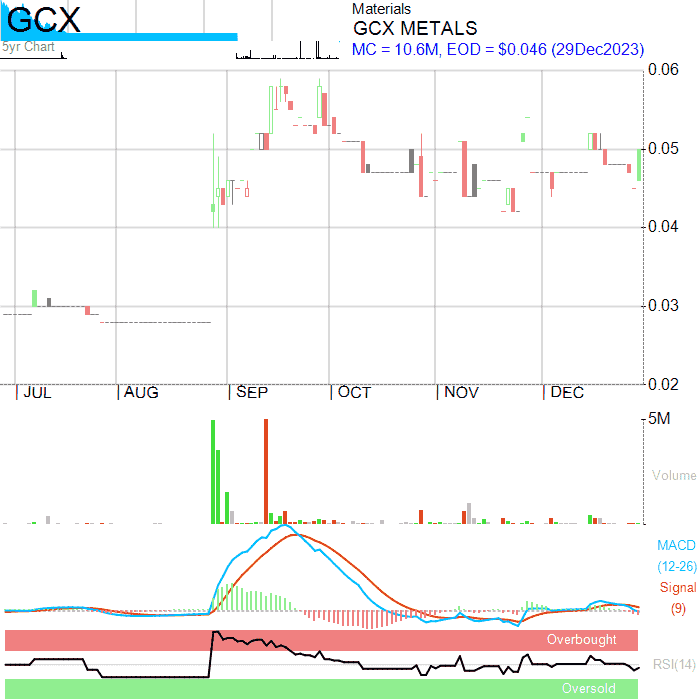 GCX
5yr Chart
Materials
GCX METALS
MC = 10.6M, EOD = $0.046 (29Dec2023)
0.06
0.05
0.04
0.03
0.02
JUL AUG SEP OCT NOV DEC
5M
Volume
MACD
(12-26)
Signal
(9)
Overbought
RSI(14)
Oversold